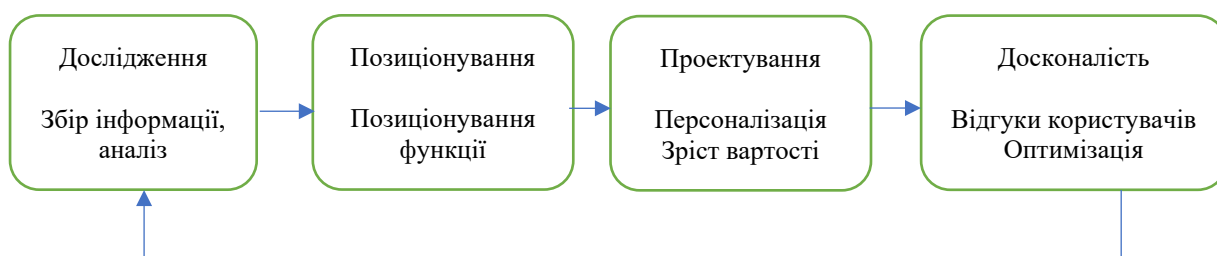 Дослідження
Збір інформації,
аналіз
Позиціонування
Позиціонування
функції
Проектування
Персоналізація
Зріст вартості
Досконалість
Відгуки користувачів
Оптимізація